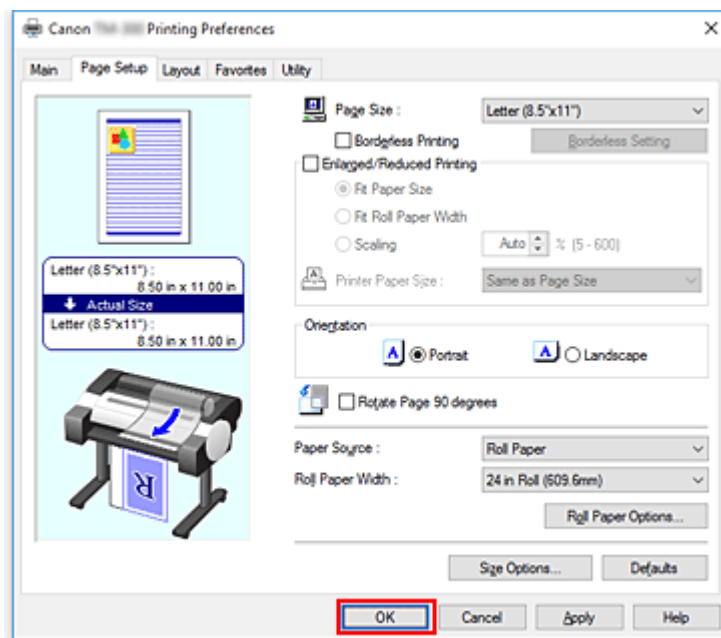 Canon Printing Preferences
Main Page Setup Layout Favorites Utility
Page Size : Letter (8.5"x11")
Borderless Printing Borderless Setting
Enlarged/Reduced Printing
Fit Paper Size
Fit Roll Paper Width
Scaling Auto % (5 - 600)
Printer Paper Size : Same as Page Size
Letter (8.5"x11") :
8.50 in x 11.00 in
Actual Size
Letter (8.5"x11") :
8.50 in x 11.00 in
Orientation
A Portrait A Landscape
Rotate Page 90 degrees
Paper Source : Roll Paper
Roll Paper Width : 24 in Roll (609.6mm)
Roll Paper Options...
R
Size Options... Defaults
OK Cancel Apply Help